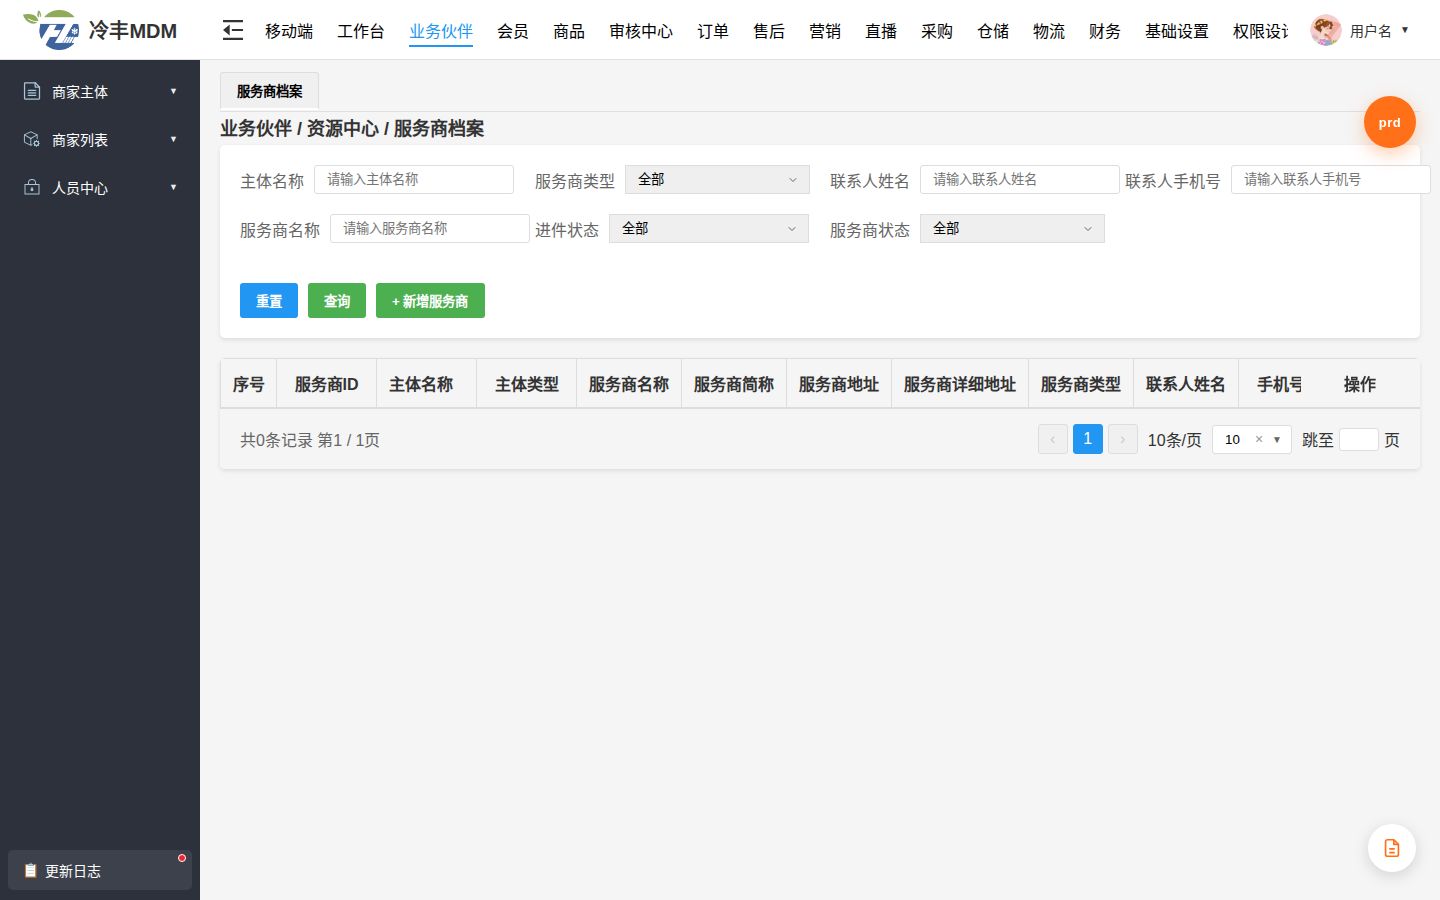 冷丰MDM
移动端 工作台 业务伙伴 会员 商品 审核中心 订单 售后 营销 直播 采购 仓储 物流 财务 基础设置 权限设 用户名
商家主体
商家列表
人员中心
更新日志
服务商档案
业务伙伴 / 资源中心 / 服务商档案
prd
主体名称 请输入主体名称 服务商类型 全部 联系人姓名 请输入联系人姓名 联系人手机号 请输入联系人手机号
服务商名称 请输入服务商名称 进件状态 全部 服务商状态 全部
重置 查询 + 新增服务商
序号 服务商ID 主体名称 主体类型 服务商名称 服务商简称 服务商地址 服务商详细地址 服务商类型 联系人姓名 手机号 操作
共0条记录 第1 / 1页 ‹ 1 › 10条/页 10 × 跳至 页